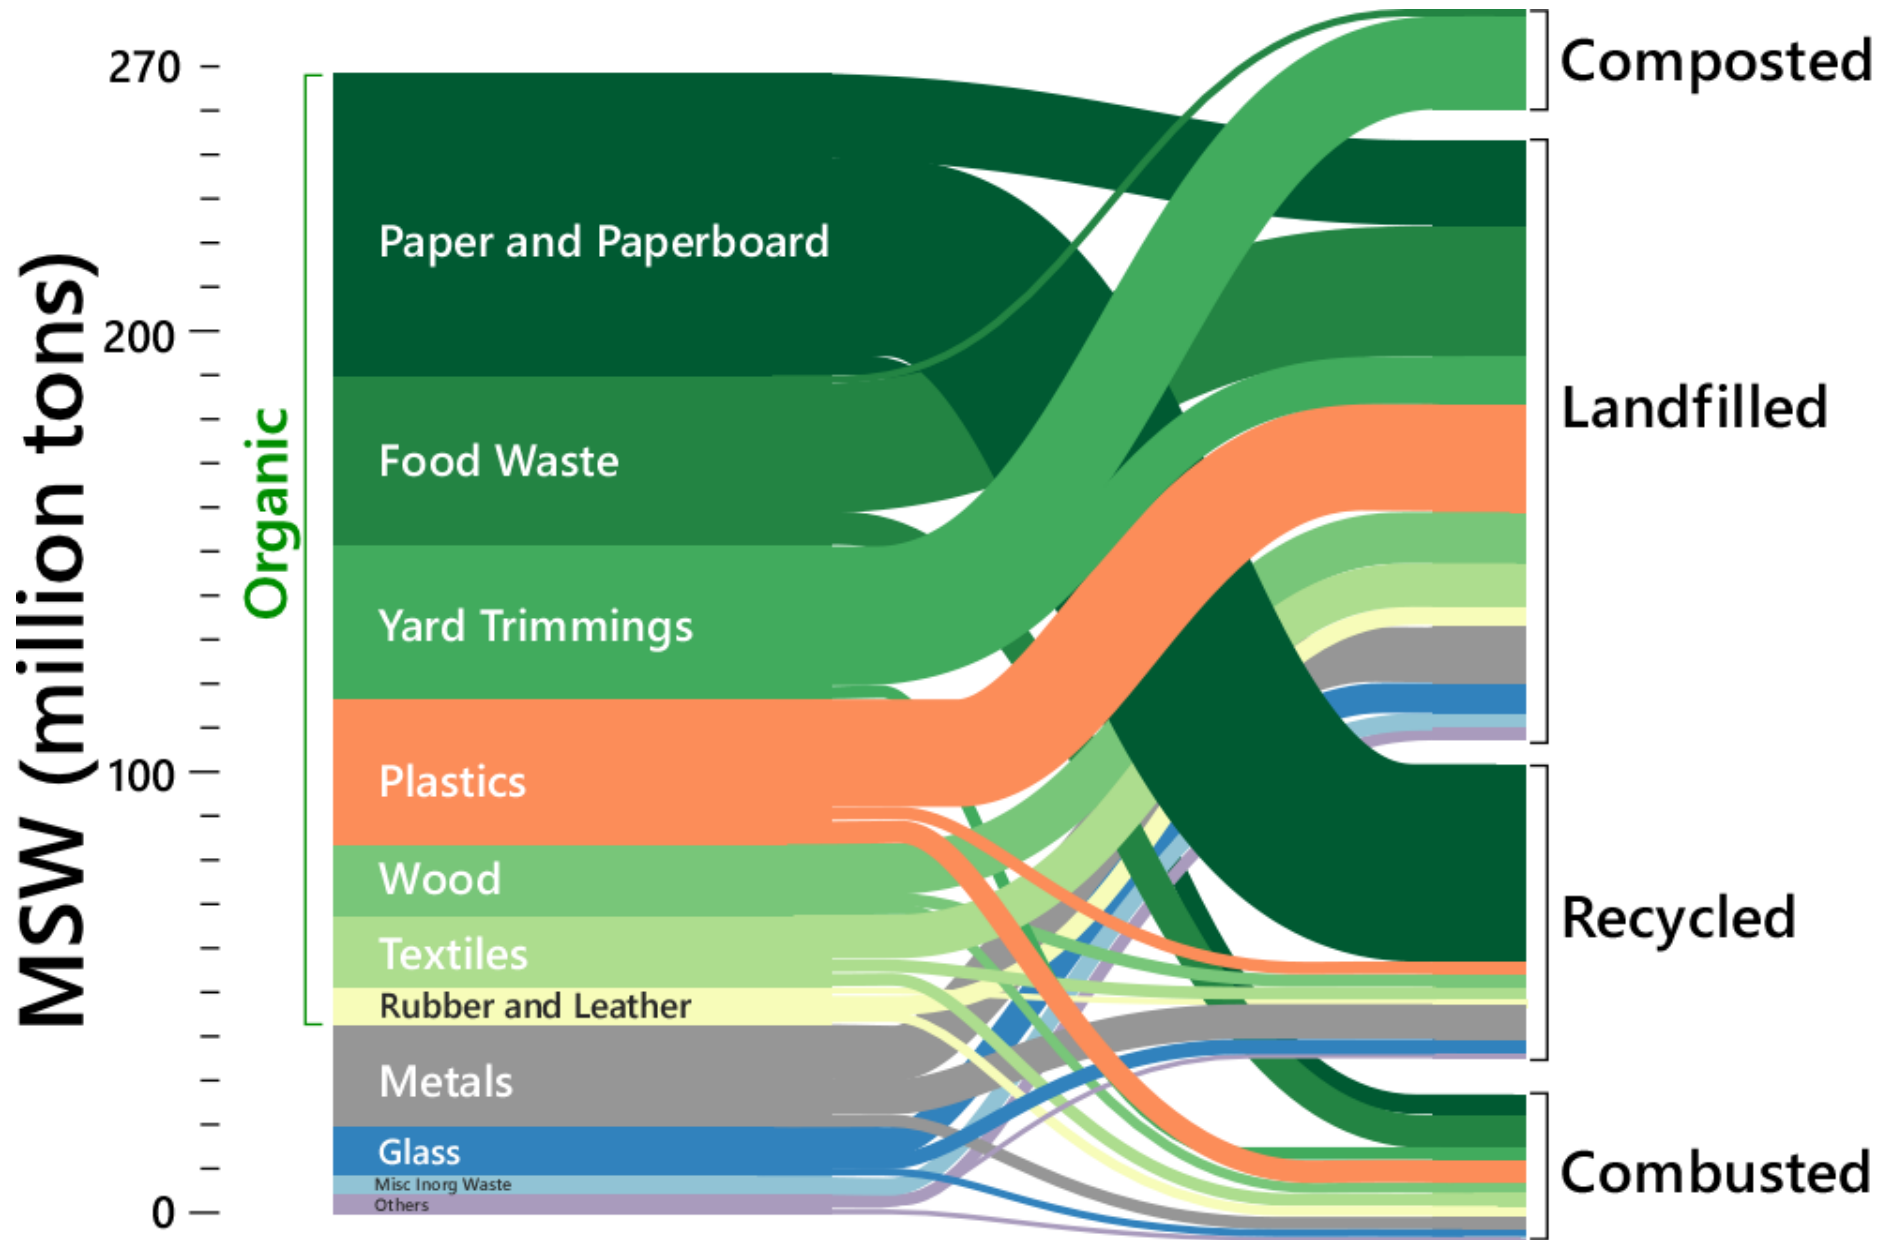 MSW (million tons)
270
200
100
0
Organic
Paper and Paperboard
Food Waste
Yard Trimmings
Plastics
Wood
Textiles
Rubber and Leather
Metals
Glass
Misc Inorg Waste
Others
Composted
Landfilled
Recycled
Combusted